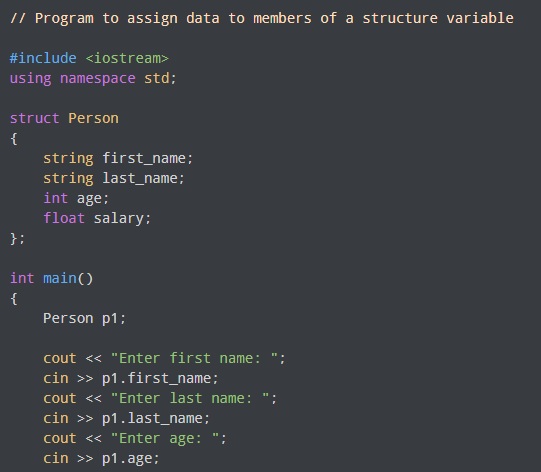 // Program to assign data to members of a structure variable
#include <iostream>
using namespace std;
struct Person
{
    string first_name;
    string last_name;
    int age;
    float salary;
};
int main()
{
    Person p1;
    cout << "Enter first name: ";
    cin >> p1.first_name;
    cout << "Enter last name: ";
    cin >> p1.last_name;
    cout << "Enter age: ";
    cin >> p1.age;